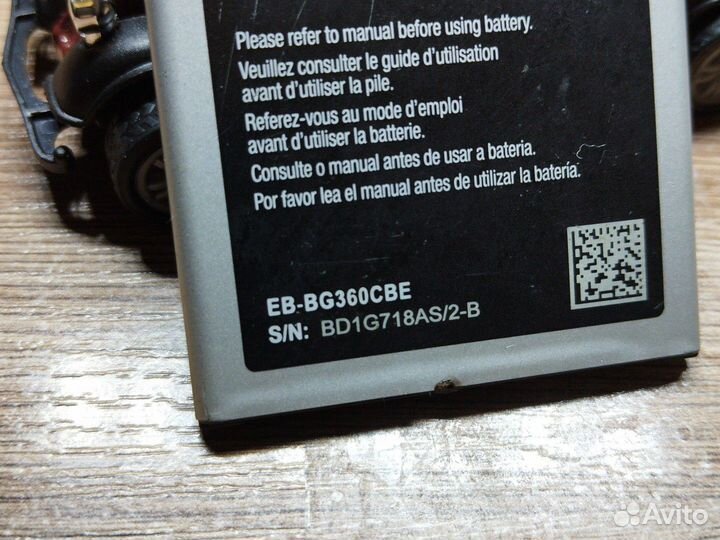 Please refer to manual before using battery.
Veuillez consulter le guide d'utilisation
avant d'utiliser la pile.
Referez-vous au mode d'emploi
avant d'utiliser la batterie.
Consulte o manual antes de usar a bateria.
Por favor lea el manual antes de utilizar la batería.
EB-BG360CBE
S/N: BD1G718AS/2-B
Avito